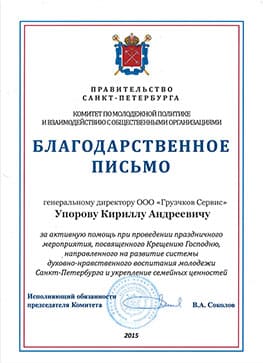 ПРАВИТЕЛЬСТВО
САНКТ-ПЕТЕРБУРГА
КОМИТЕТ ПО МОЛОДЕЖНОЙ ПОЛИТИКЕ
И ВЗАИМОДЕЙСТВИЮ С ОБЩЕСТВЕННЫМИ ОРГАНИЗАЦИЯМИ
БЛАГОДАРСТВЕННОЕ
ПИСЬМО
генеральному директору ООО «Грузчков Сервис»
Упорову Кириллу Андреевичу
за активную помощь при проведении праздничного
мероприятия, посвященного Крещению Господню,
направленного на развитие системы
духовно-нравственного воспитания молодежи
Санкт-Петербурга и укрепление семейных ценностей
Исполняющий обязанности
председателя Комитета
В.А. Соколов
2015